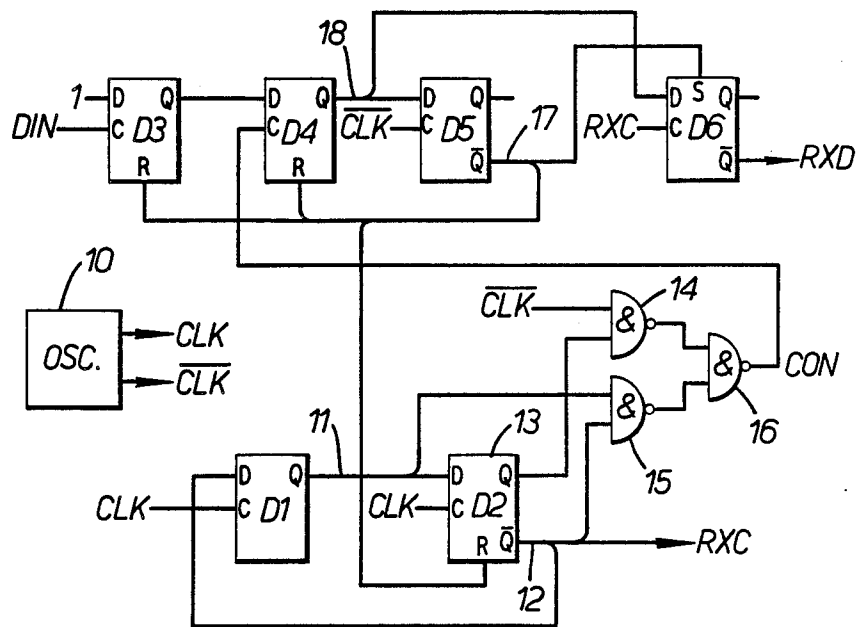 18
1 D Q
DIN C D3
R
D Q
C D4
R
CLK
D Q
C D5
Q
17
RXC
D S Q
C D6
Q
RXD
10
OSC.
CLK
CLK
CLK
&
14
&
15
&
16
CON
11
CLK
D Q
C D1
13
CLK
D Q
C D2
R Q
12
RXC